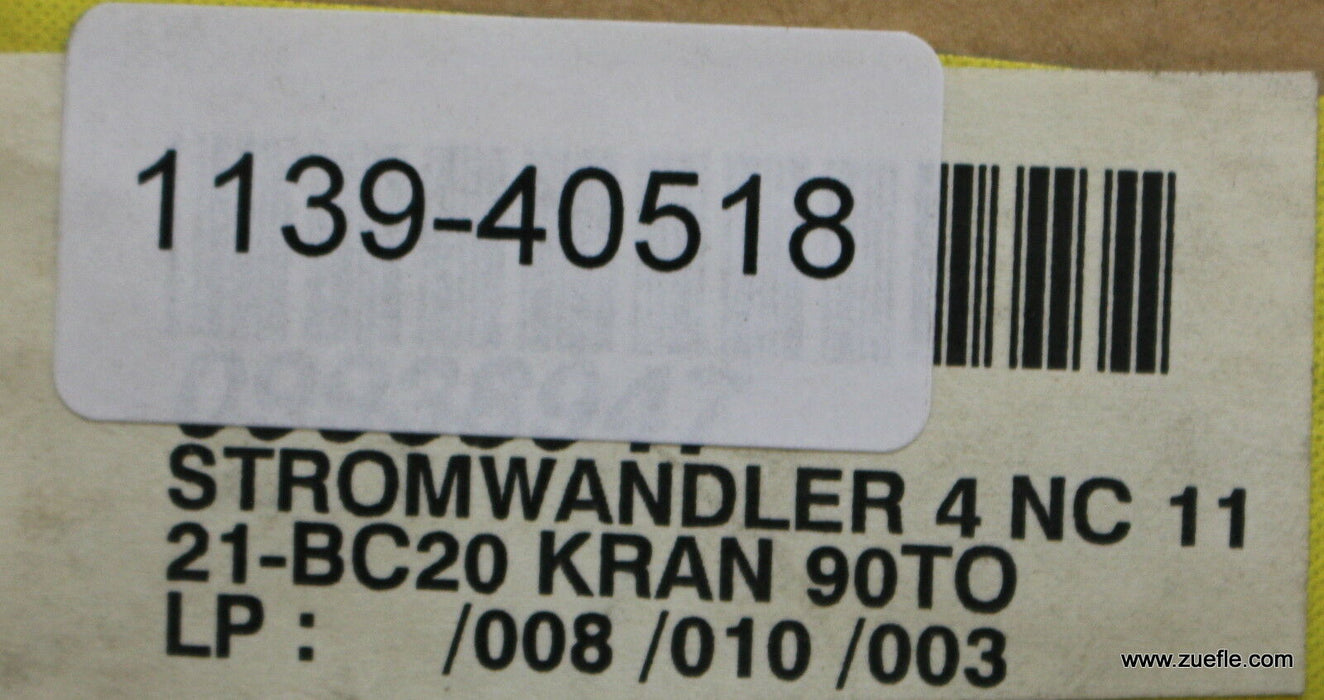 1139-40518
STROMWANDLER 4 NC 11
21-BC20 KRAN 90TO
LP : /008 /010 /003
www.zuefle.com